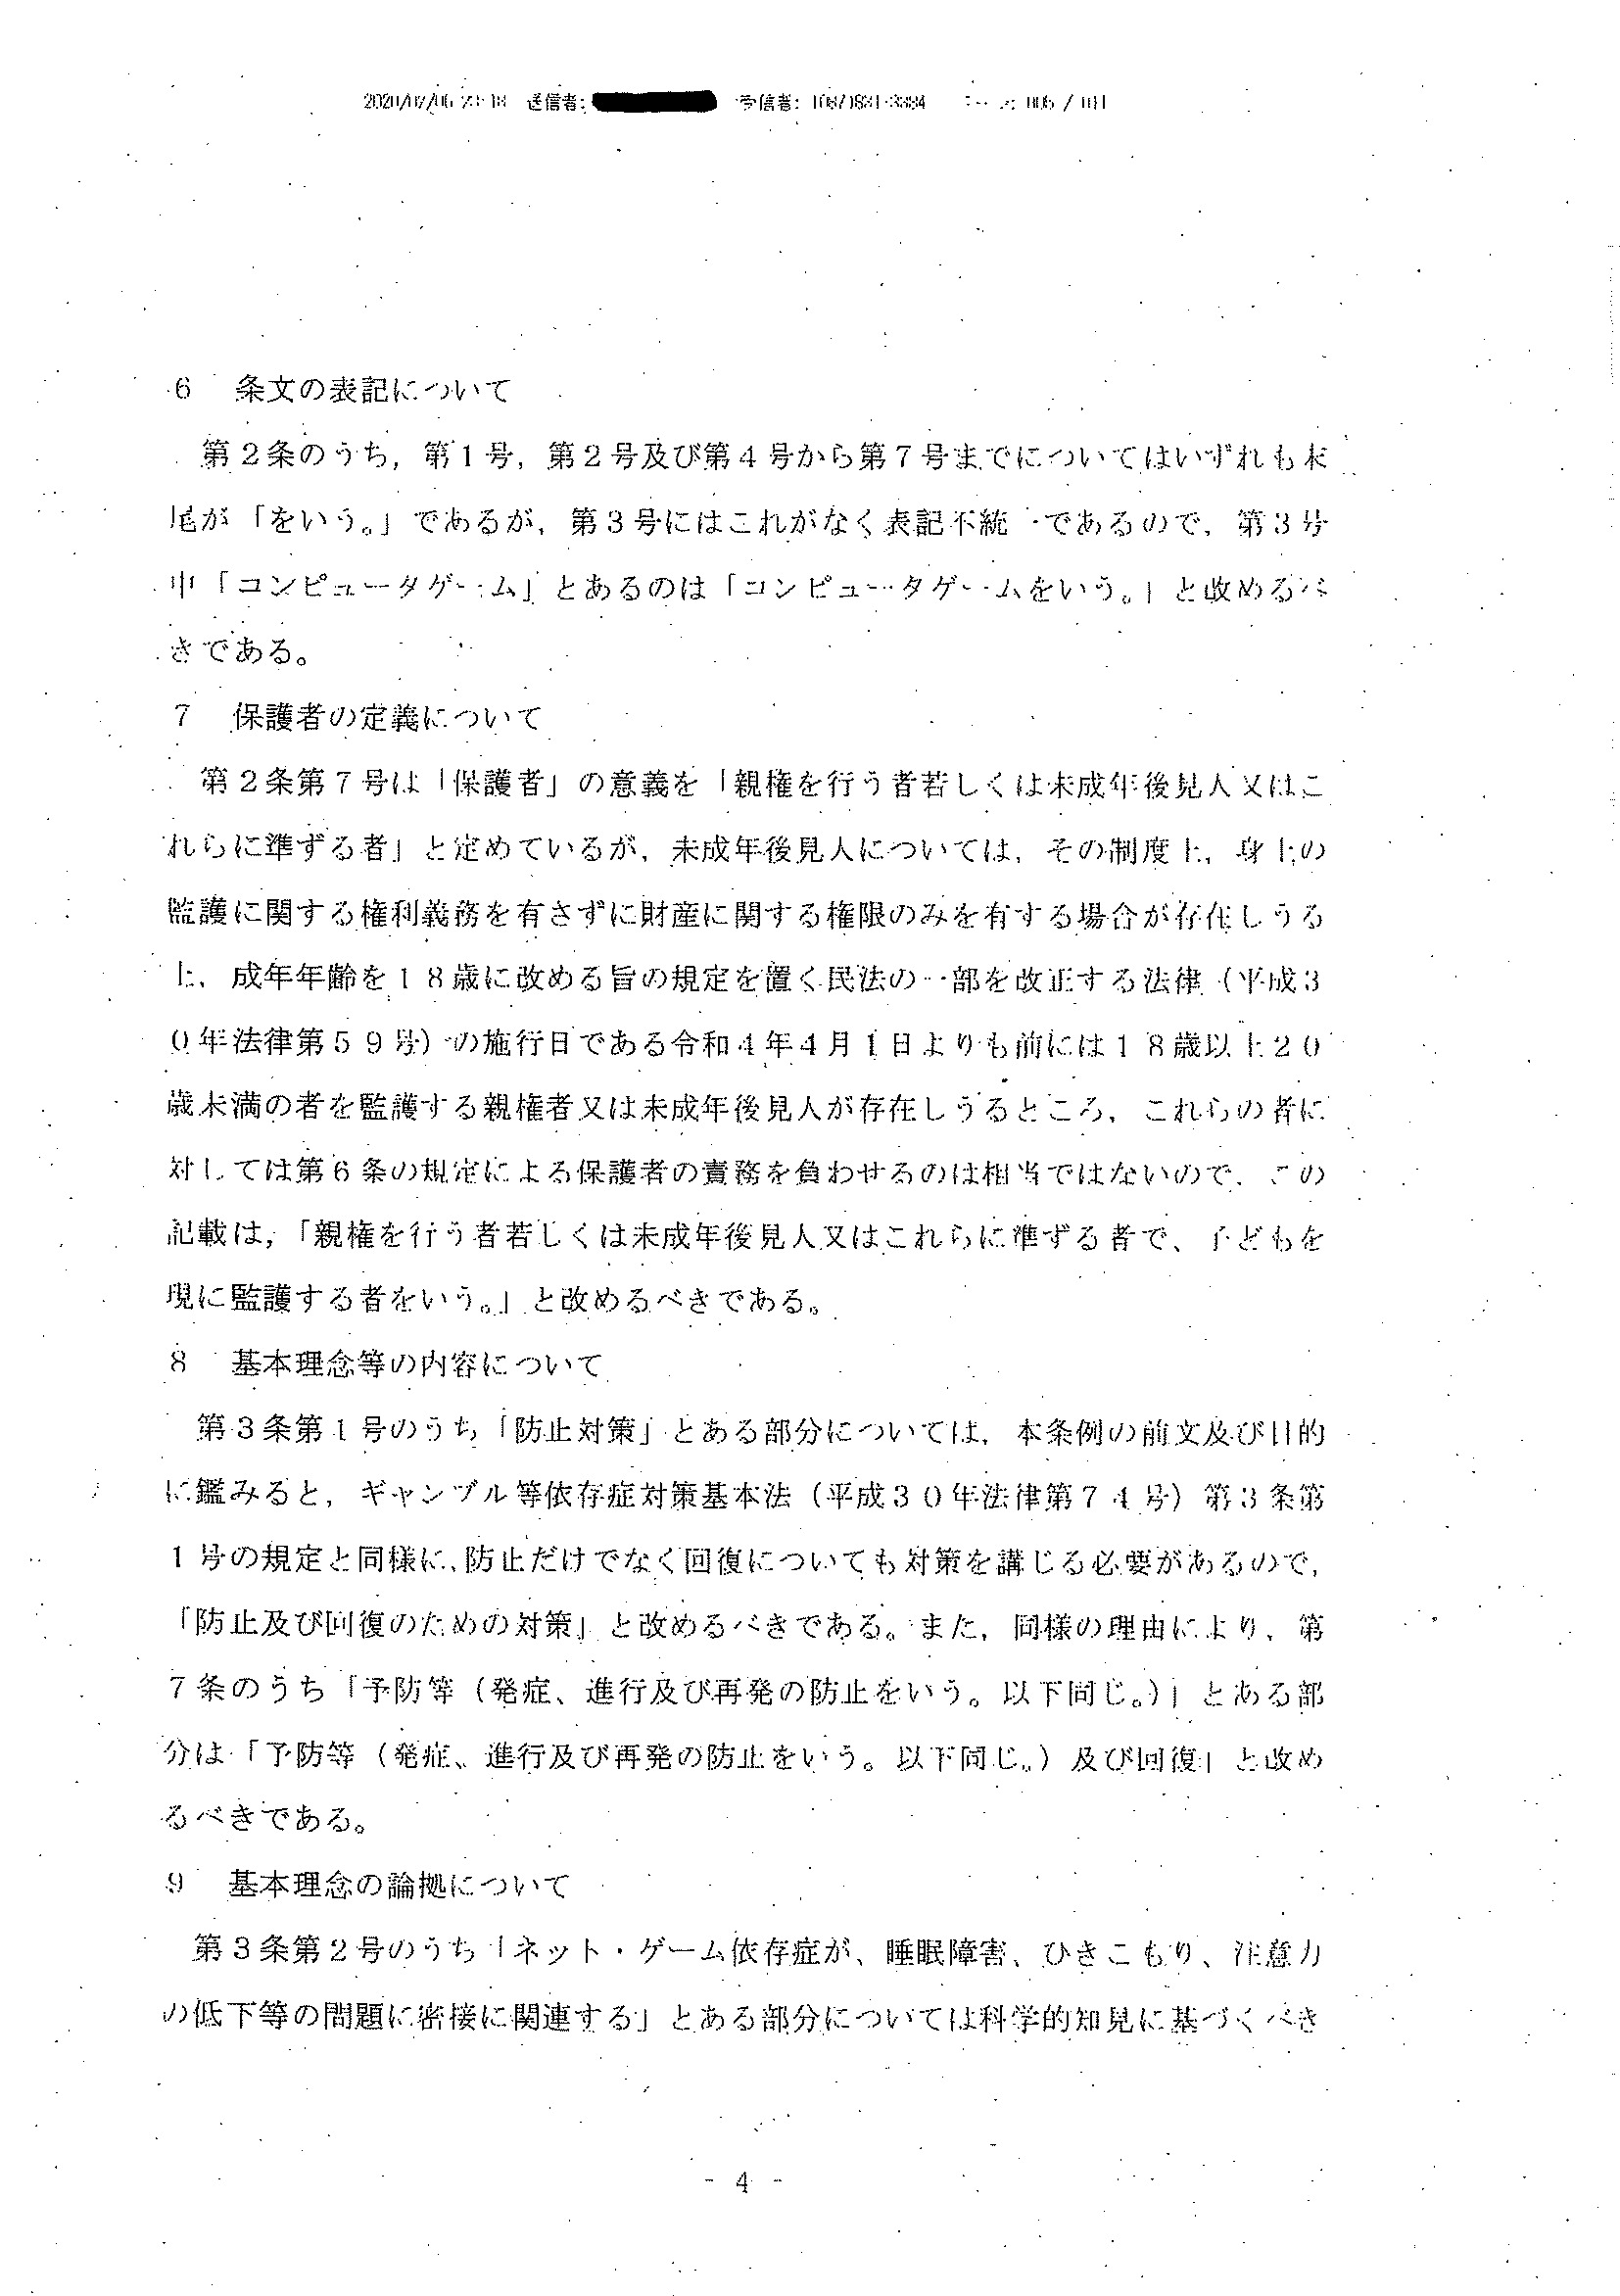 送信者: 受信者:
6 条文の表記について
第2条のうち，第1号，第2号及び第4号から第7号までについてはいずれも末
尾が「をいう。」であるが，第3号にはこれがなく表記不統一であるので，第3号
中「コンピュータゲーム」とあるのは「コンピュータゲームをいう。」と改めるべ
きである。
7 保護者の定義について
第2条第7号は「保護者」の意義を「親権を行う者若しくは未成年後見人又はこ
れらに準ずる者」と定めているが，未成年後見人については，その制度上，身上の
監護に関する権利義務を有さずに財産に関する権限のみを有する場合が存在しうる
上，成年年齢を18歳に改める旨の規定を置く民法の一部を改正する法律（平成3
0年法律第59号）の施行日である令和4年4月1日よりも前には18歳以上20
歳未満の者を監護する親権者又は未成年後見人が存在しうるところ，これらの者に
対しては第6条の規定による保護者の責務を負わせるのは相当ではないので，この
記載は，「親権を行う者若しくは未成年後見人又はこれらに準ずる者で、子どもを
現に監護する者をいう。」と改めるべきである。
8 基本理念等の内容について
第3条第1号のうち「防止対策」とある部分については，本条例の前文及び目的
に鑑みると，ギャンブル等依存症対策基本法（平成30年法律第74号）第3条第
1号の規定と同様に，防止だけでなく回復についても対策を講じる必要があるので，
「防止及び回復のための対策」と改めるべきである。また，同様の理由により，第
7条のうち「予防等（発症、進行及び再発の防止をいう。以下同じ。）」とある部
分は「予防等（発症、進行及び再発の防止をいう。以下同じ。）及び回復」と改め
るべきである。
9 基本理念の論拠について
第3条第2号のうち「ネット・ゲーム依存症が、睡眠障害、ひきこもり、注意力
の低下等の問題に密接に関連する」とある部分については科学的知見に基づくべき
- 4 -